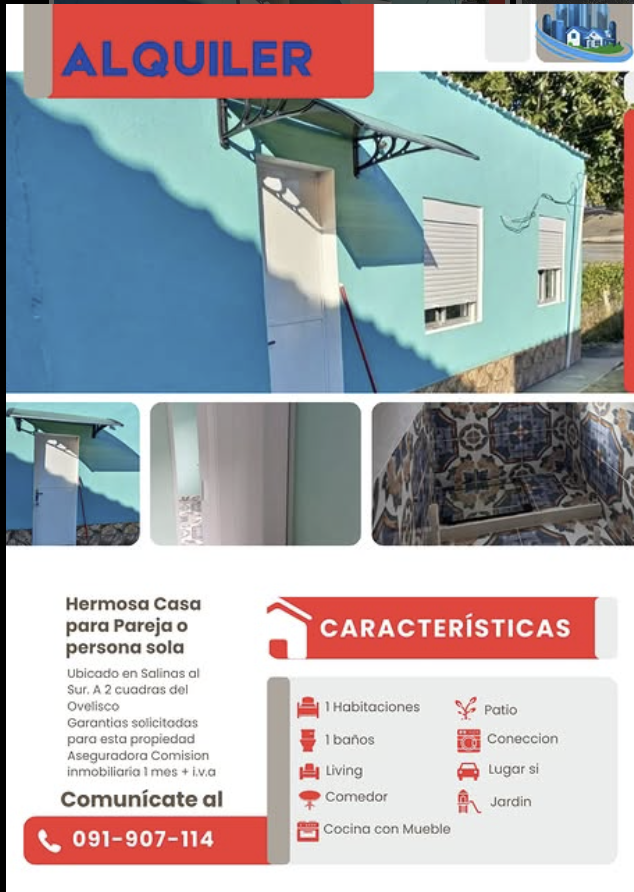 ALQUILER
Hermosa Casa
para Pareja o
persona sola
Ubicado en Salinas al
Sur. A 2 cuadras del
Ovelisco
Garantias solicitadas
para esta propiedad
Aseguradora Comision
inmobiliaria 1 mes + i.v.a
Comunícate al
091-907-114
CARACTERÍSTICAS
1 Habitaciones
1 baños
Living
Comedor
Cocina con Mueble
Patio
Coneccion
Lugar si
Jardin